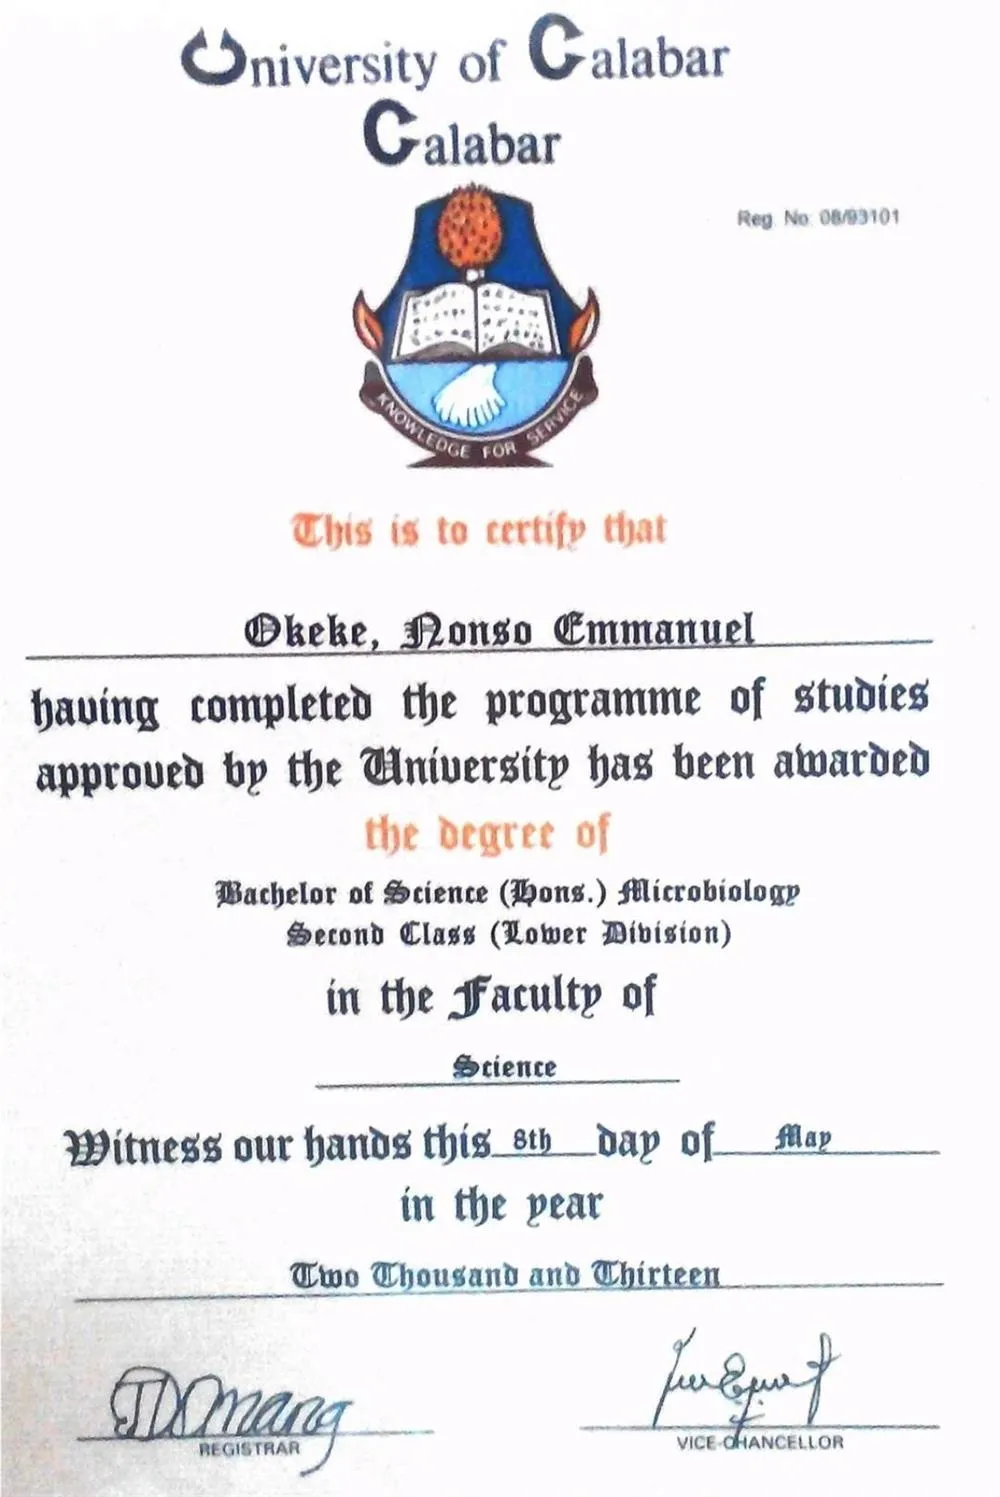 University of Calabar
Calabar
Reg. No: 08/93101
KNOWLEDGE FOR SERVICE
This is to certify that
Okeke, Nonso Emmanuel
having completed the programme of studies
approved by the University has been awarded
the degree of
Bachelor of Science (Hons.) Microbiology
Second Class (Lower Division)
in the Faculty of
Science
Witness our hands this 8th day of May
in the year
Two Thousand and Thirteen
REGISTRAR
VICE-CHANCELLOR